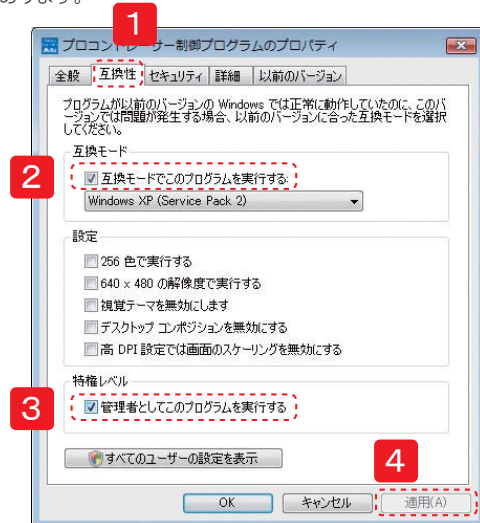 あります。
1
プロコントレーサー制御プログラムのプロパティ
全般 互換性 セキュリティ 詳細 以前のバージョン
プログラムが以前のバージョンの Windows では正常に動作していたのに、このバ
ージョンでは問題が発生する場合、以前のバージョンに合った互換モードを選択
してください。
互換モード
2
互換モードでこのプログラムを実行する:
Windows XP (Service Pack 2)
設定
256 色で実行する
640 x 480 の解像度で実行する
視覚テーマを無効にします
デスクトップ コンポジションを無効にする
高 DPI 設定では画面のスケーリングを無効にする
特権レベル
3
管理者としてこのプログラムを実行する
すべてのユーザーの設定を表示
4
OK キャンセル 適用(A)